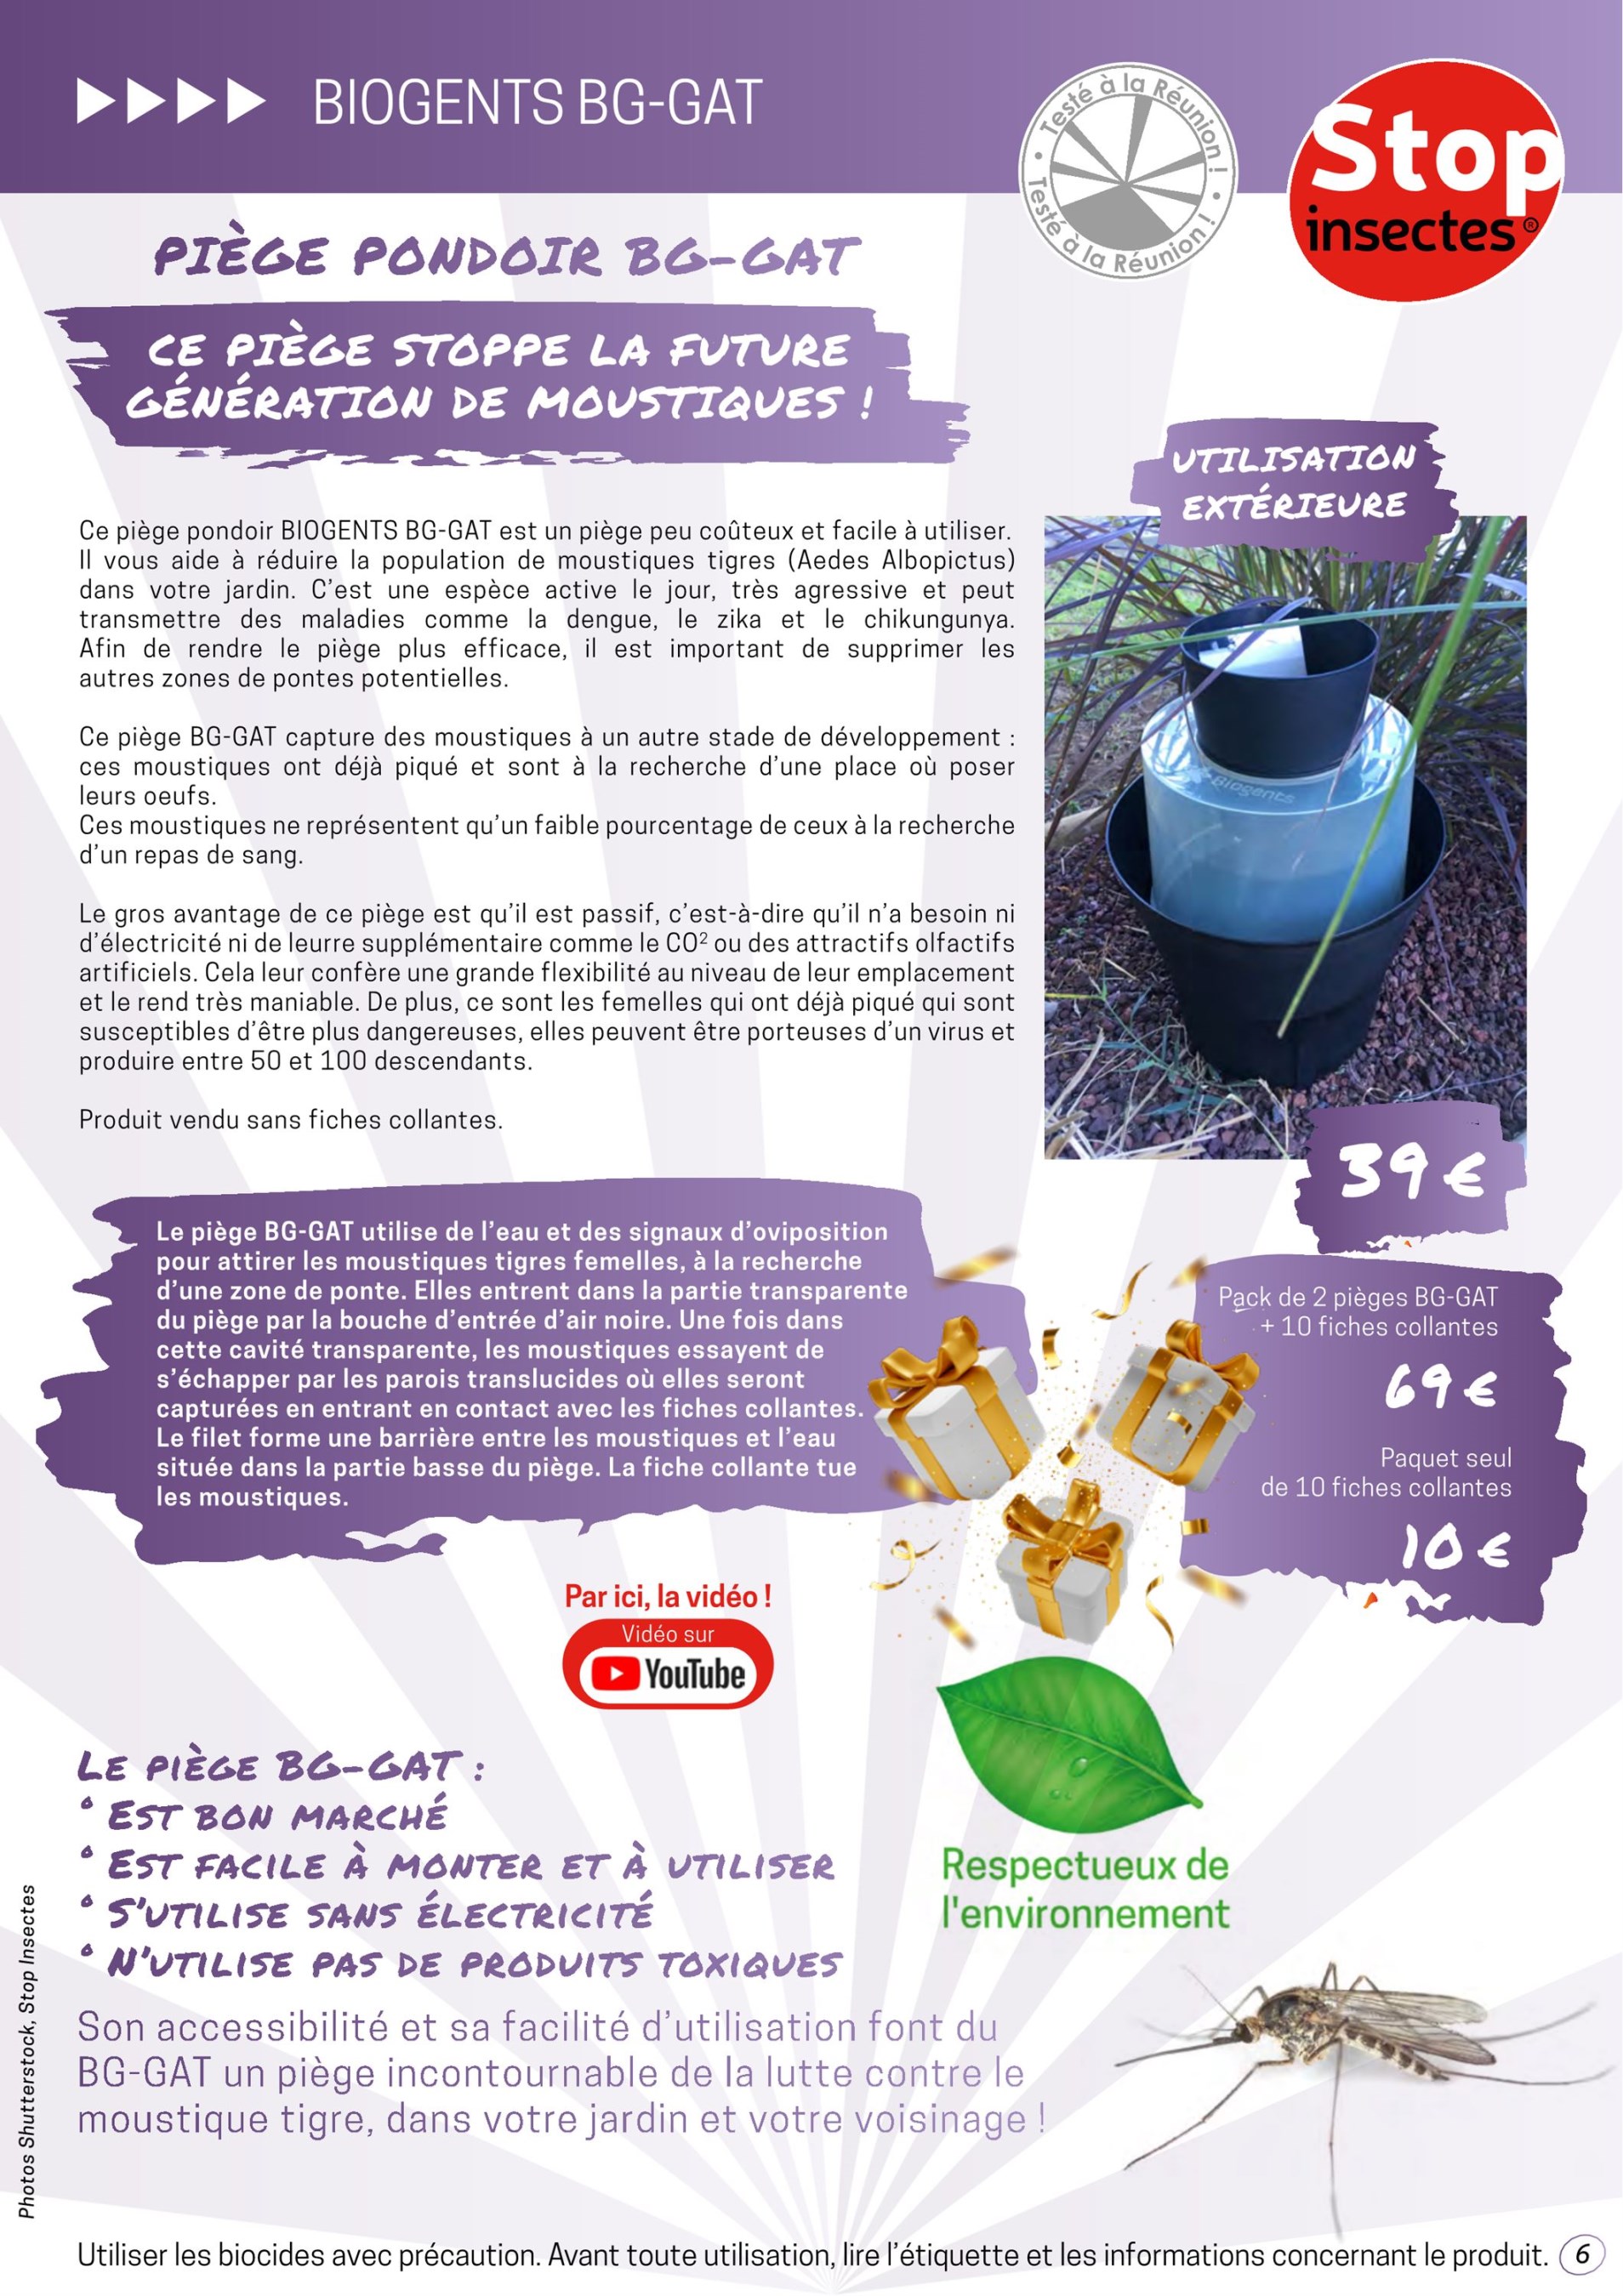 BIOGENTS BG-GAT
• Testé à la Réunion ! • Testé à la Réunion !
Stop
insectes®
PIÈGE PONDOIR BG-GAT
CE PIÈGE STOPPE LA FUTURE
GÉNÉRATION DE MOUSTIQUES !
UTILISATION
EXTÉRIEURE
Ce piège pondoir BIOGENTS BG-GAT est un piège peu coûteux et facile à utiliser.
Il vous aide à réduire la population de moustiques tigres (Aedes Albopictus)
dans votre jardin. C'est une espèce active le jour, très agressive et peut
transmettre des maladies comme la dengue, le zika et le chikungunya.
Afin de rendre le piège plus efficace, il est important de supprimer les
autres zones de pontes potentielles.
Ce piège BG-GAT capture des moustiques à un autre stade de développement :
ces moustiques ont déjà piqué et sont à la recherche d'une place où poser
leurs oeufs.
Ces moustiques ne représentent qu'un faible pourcentage de ceux à la recherche
d'un repas de sang.
Le gros avantage de ce piège est qu'il est passif, c'est-à-dire qu'il n'a besoin ni
d'électricité ni de leurre supplémentaire comme le CO² ou des attractifs olfactifs
artificiels. Cela leur confère une grande flexibilité au niveau de leur emplacement
et le rend très maniable. De plus, ce sont les femelles qui ont déjà piqué qui sont
susceptibles d'être plus dangereuses, elles peuvent être porteuses d'un virus et
produire entre 50 et 100 descendants.
Produit vendu sans fiches collantes.
Biogents
39 €
Le piège BG-GAT utilise de l'eau et des signaux d'oviposition
pour attirer les moustiques tigres femelles, à la recherche
d'une zone de ponte. Elles entrent dans la partie transparente
du piège par la bouche d'entrée d'air noire. Une fois dans
cette cavité transparente, les moustiques essayent de
s'échapper par les parois translucides où elles seront
capturées en entrant en contact avec les fiches collantes.
Le filet forme une barrière entre les moustiques et l'eau
située dans la partie basse du piège. La fiche collante tue
les moustiques.
Pack de 2 pièges BG-GAT
+ 10 fiches collantes
69 €
Paquet seul
de 10 fiches collantes
10 €
Par ici, la vidéo !
Vidéo sur
YouTube
LE PIÈGE BG-GAT :
° EST BON MARCHÉ
° EST FACILE À MONTER ET À UTILISER
° S'UTILISE SANS ÉLECTRICITÉ
° N'UTILISE PAS DE PRODUITS TOXIQUES
Respectueux de
l'environnement
Son accessibilité et sa facilité d'utilisation font du
BG-GAT un piège incontournable de la lutte contre le
moustique tigre, dans votre jardin et votre voisinage !
Photos Shutterstock, Stop Insectes
Utiliser les biocides avec précaution. Avant toute utilisation, lire l'étiquette et les informations concernant le produit. 6